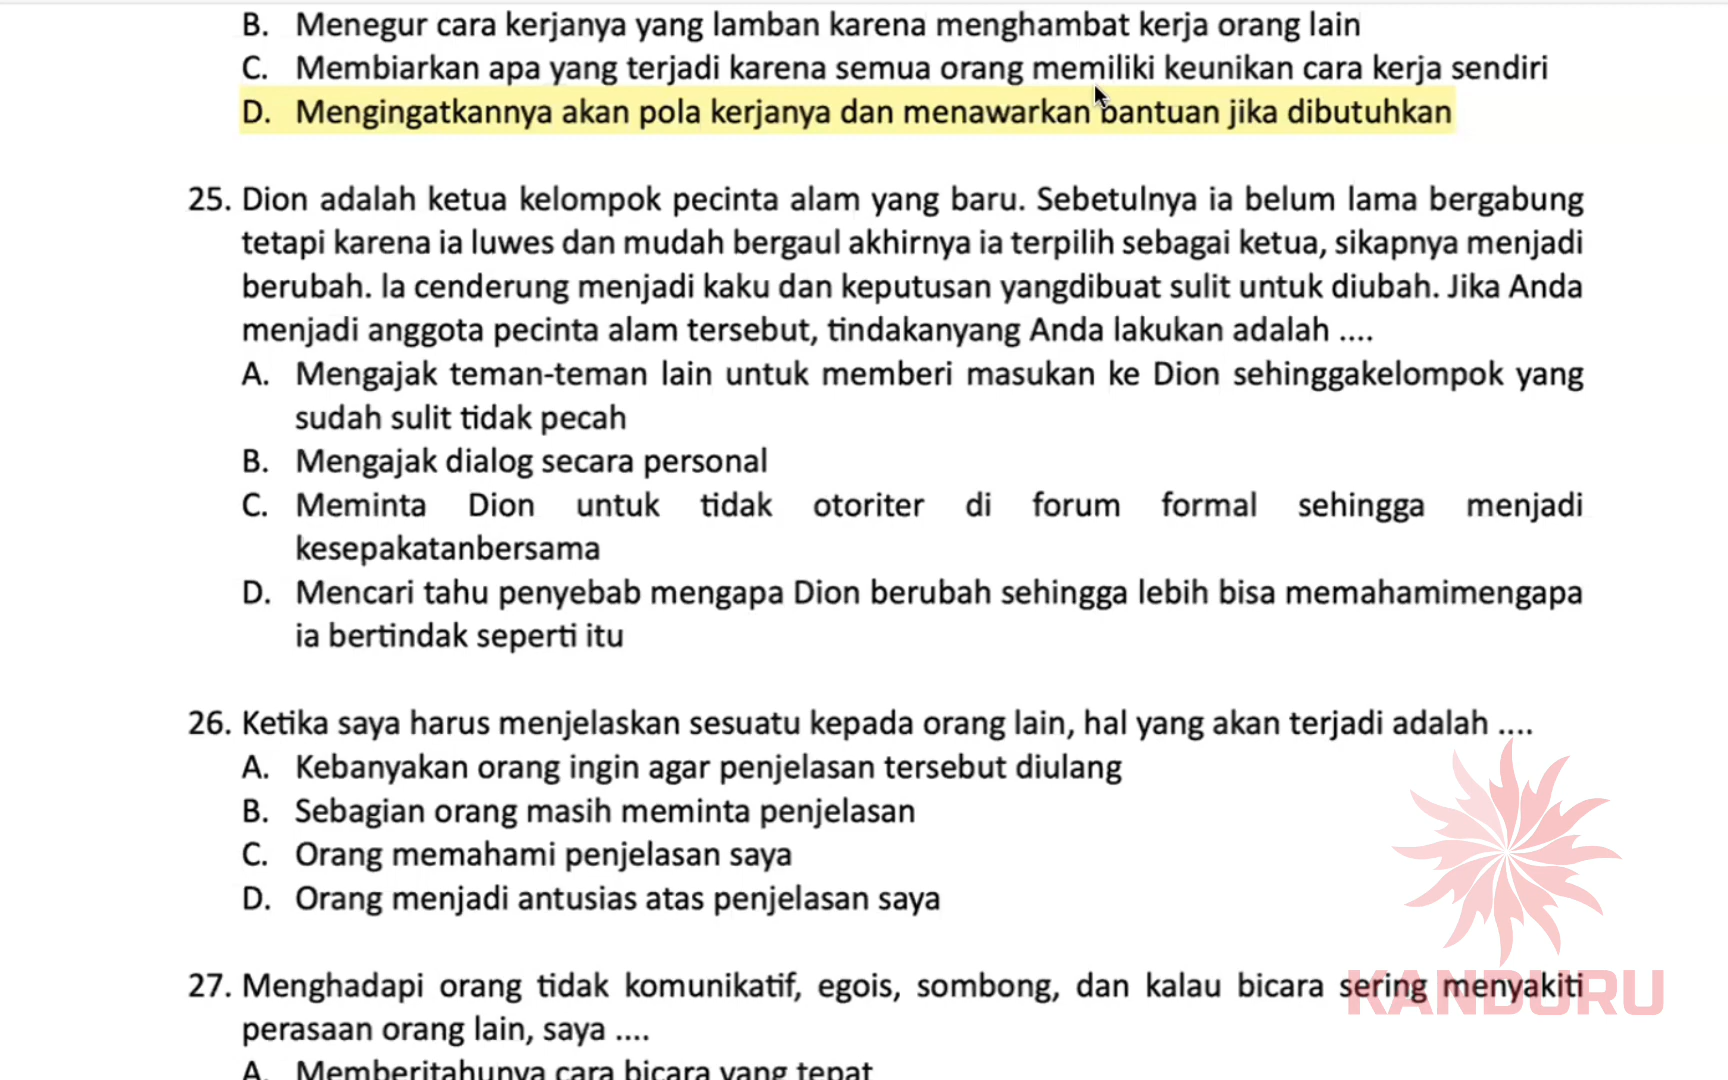 B. Menegur cara kerjanya yang lamban karena menghambat kerja orang lain
C. Membiarkan apa yang terjadi karena semua orang memiliki keunikan cara kerja sendiri
D. Mengingatkannya akan pola kerjanya dan menawarkan bantuan jika dibutuhkan
25. Dion adalah ketua kelompok pecinta alam yang baru. Sebetulnya ia belum lama bergabung
tetapi karena ia luwes dan mudah bergaul akhirnya ia terpilih sebagai ketua, sikapnya menjadi
berubah. Ia cenderung menjadi kaku dan keputusan yangdibuat sulit untuk diubah. Jika Anda
menjadi anggota pecinta alam tersebut, tindakanyang Anda lakukan adalah ....
A. Mengajak teman-teman lain untuk memberi masukan ke Dion sehinggakelompok yang
sudah sulit tidak pecah
B. Mengajak dialog secara personal
C. Meminta Dion untuk tidak otoriter di forum formal sehingga menjadi
kesepakatanbersama
D. Mencari tahu penyebab mengapa Dion berubah sehingga lebih bisa memahamimengapa
ia bertindak seperti itu
26. Ketika saya harus menjelaskan sesuatu kepada orang lain, hal yang akan terjadi adalah ....
A. Kebanyakan orang ingin agar penjelasan tersebut diulang
B. Sebagian orang masih meminta penjelasan
C. Orang memahami penjelasan saya
D. Orang menjadi antusias atas penjelasan saya
27. Menghadapi orang tidak komunikatif, egois, sombong, dan kalau bicara sering menyakiti
perasaan orang lain, saya ....
A. Memberitahunya cara bicara yang tepat
KANDURU